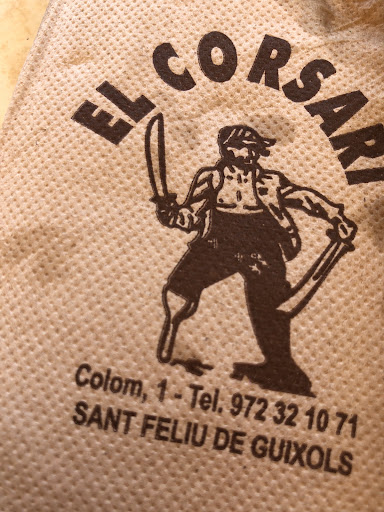 EL CORSARI
Colom, 1 - Tel. 972 32 10 71
SANT FELIU DE GUIXOLS